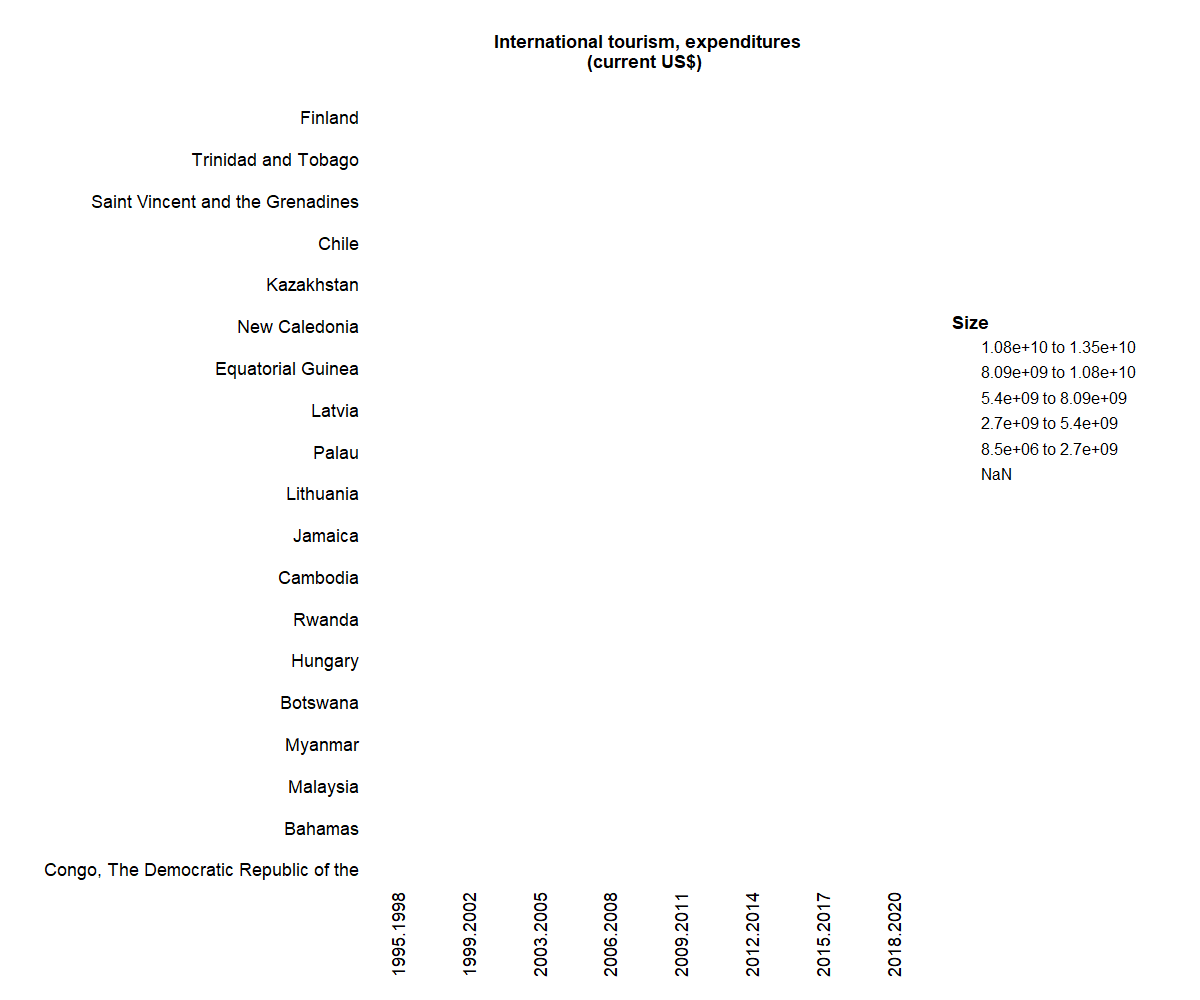 International tourism, expenditures
(current US$)
Finland
Trinidad and Tobago
Saint Vincent and the Grenadines
Chile
Kazakhstan
New Caledonia
Equatorial Guinea
Latvia
Palau
Lithuania
Jamaica
Cambodia
Rwanda
Hungary
Botswana
Myanmar
Malaysia
Bahamas
Congo, The Democratic Republic of the
1995.1998
1999.2002
2003.2005
2006.2008
2009.2011
2012.2014
2015.2017
2018.2020
Size
1.08e+10 to 1.35e+10
8.09e+09 to 1.08e+10
5.4e+09 to 8.09e+09
2.7e+09 to 5.4e+09
8.5e+06 to 2.7e+09
NaN